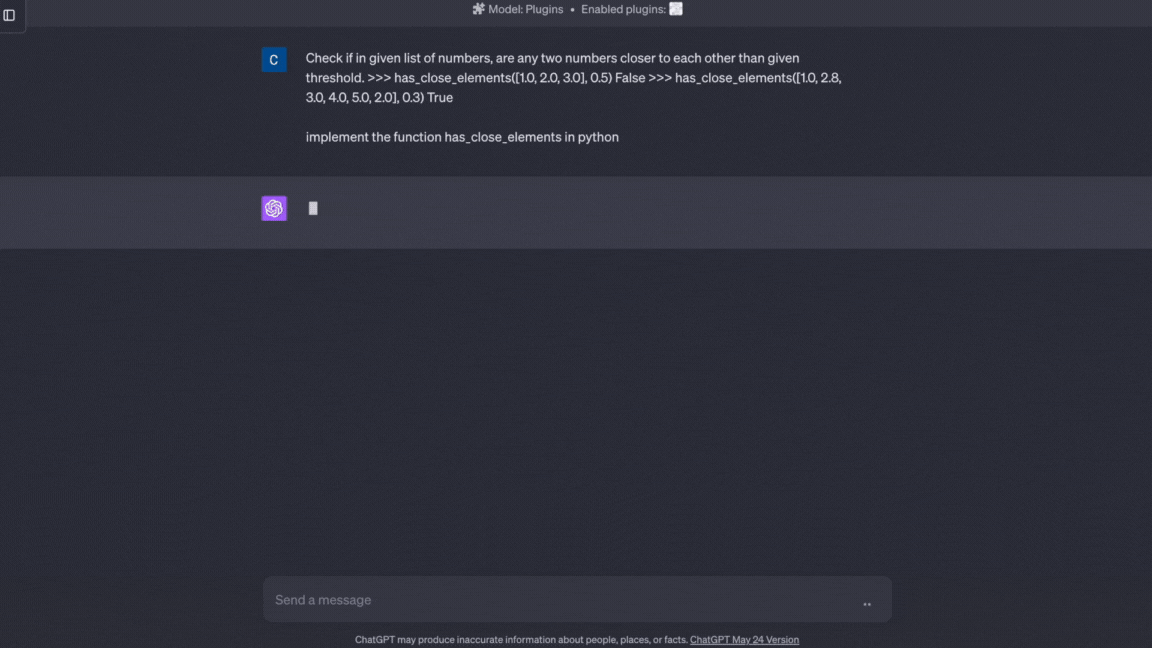 Model: Plugins • Enabled plugins:
C
Check if in given list of numbers, are any two numbers closer to each other than given
threshold. >>> has_close_elements([1.0, 2.0, 3.0], 0.5) False >>> has_close_elements([1.0, 2.8,
3.0, 4.0, 5.0, 2.0], 0.3) True
implement the function has_close_elements in python
Send a message
ChatGPT may produce inaccurate information about people, places, or facts. ChatGPT May 24 Version